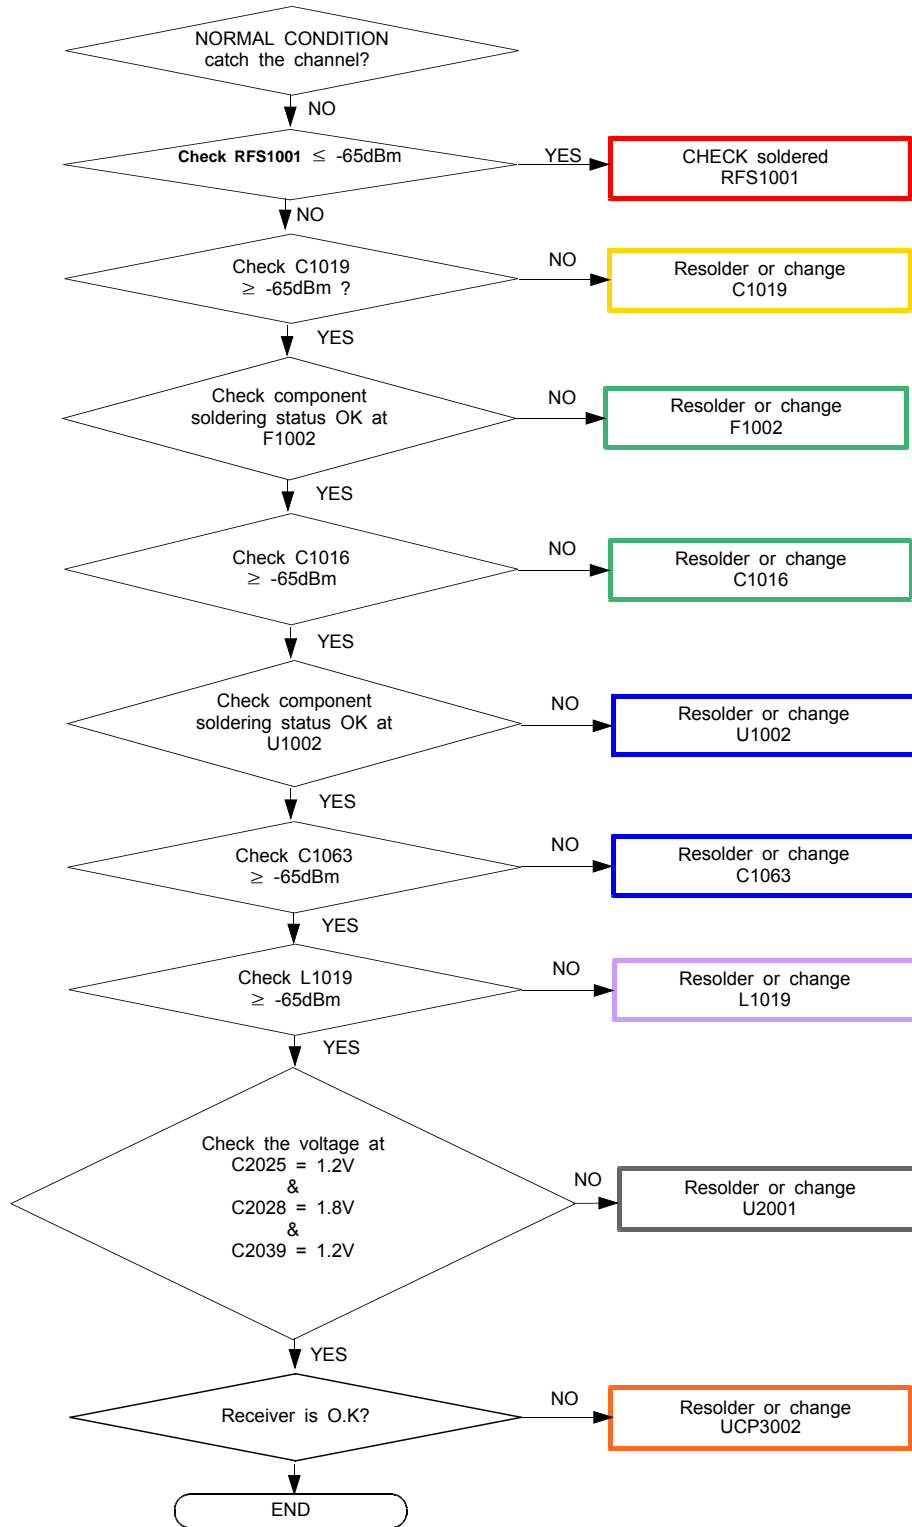 NORMAL CONDITION
catch the channel?
NO
Check RFS1001 ≤ -65dBm
YES
CHECK soldered
RFS1001
NO
Check C1019
≥ -65dBm ?
NO
Resolder or change
C1019
YES
Check component
soldering status OK at
F1002
NO
Resolder or change
F1002
YES
Check C1016
≥ -65dBm
NO
Resolder or change
C1016
YES
Check component
soldering status OK at
U1002
NO
Resolder or change
U1002
YES
Check C1063
≥ -65dBm
NO
Resolder or change
C1063
YES
Check L1019
≥ -65dBm
NO
Resolder or change
L1019
YES
Check the voltage at
C2025 = 1.2V
&
C2028 = 1.8V
&
C2039 = 1.2V
NO
Resolder or change
U2001
YES
Receiver is O.K?
NO
Resolder or change
UCP3002
END